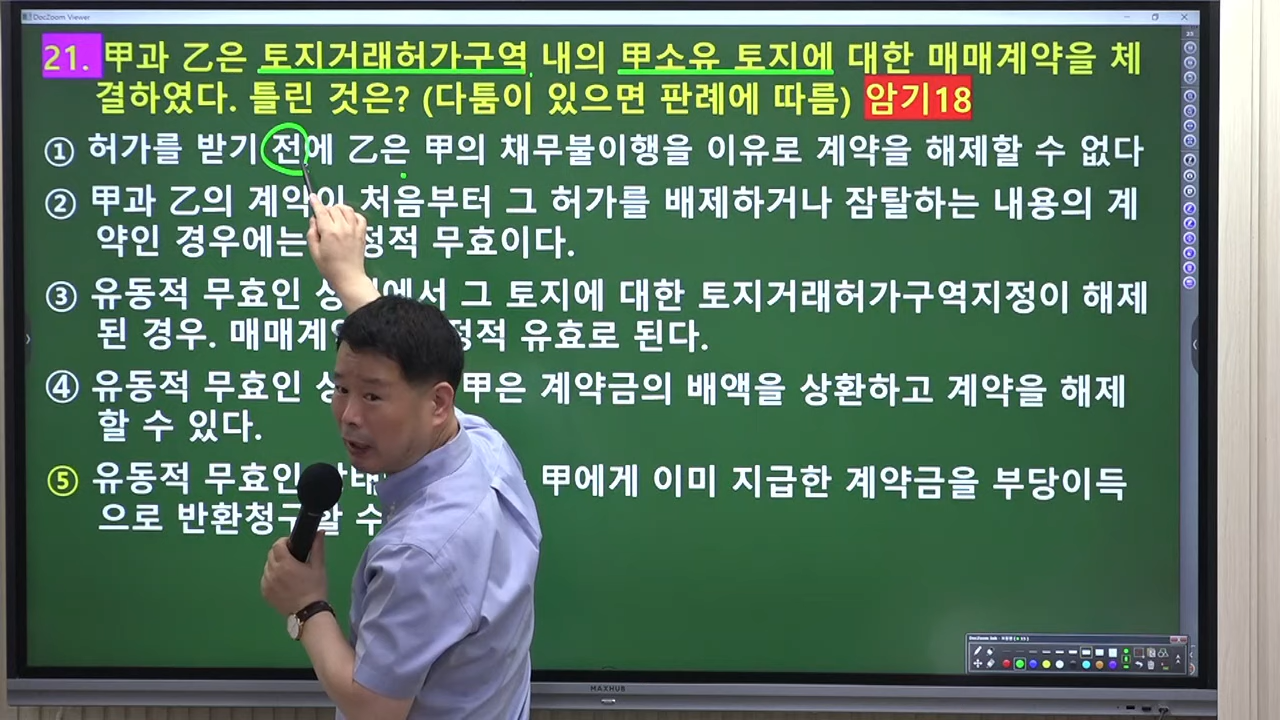 DocZoom Viewer
21. 甲과 乙은 토지거래허가구역 내의 甲소유 토지에 대한 매매계약을 체
결하였다. 틀린 것은? (다툼이 있으면 판례에 따름) 암기18
① 허가를 받기 전에 乙은 甲의 채무불이행을 이유로 계약을 해제할 수 없다
② 甲과 乙의 계약이 처음부터 그 허가를 배제하거나 잠탈하는 내용의 계
약인 경우에는 정적 무효이다.
③ 유동적 무효인 상 에서 그 토지에 대한 토지거래허가구역지정이 해제
된 경우. 매매계 정적 유효로 된다.
④ 유동적 무효인 상 甲은 계약금의 배액을 상환하고 계약을 해제
할 수 있다.
⑤ 유동적 무효인 상태 甲에게 이미 지급한 계약금을 부당이득
으로 반환청구할 수
MAXHUB